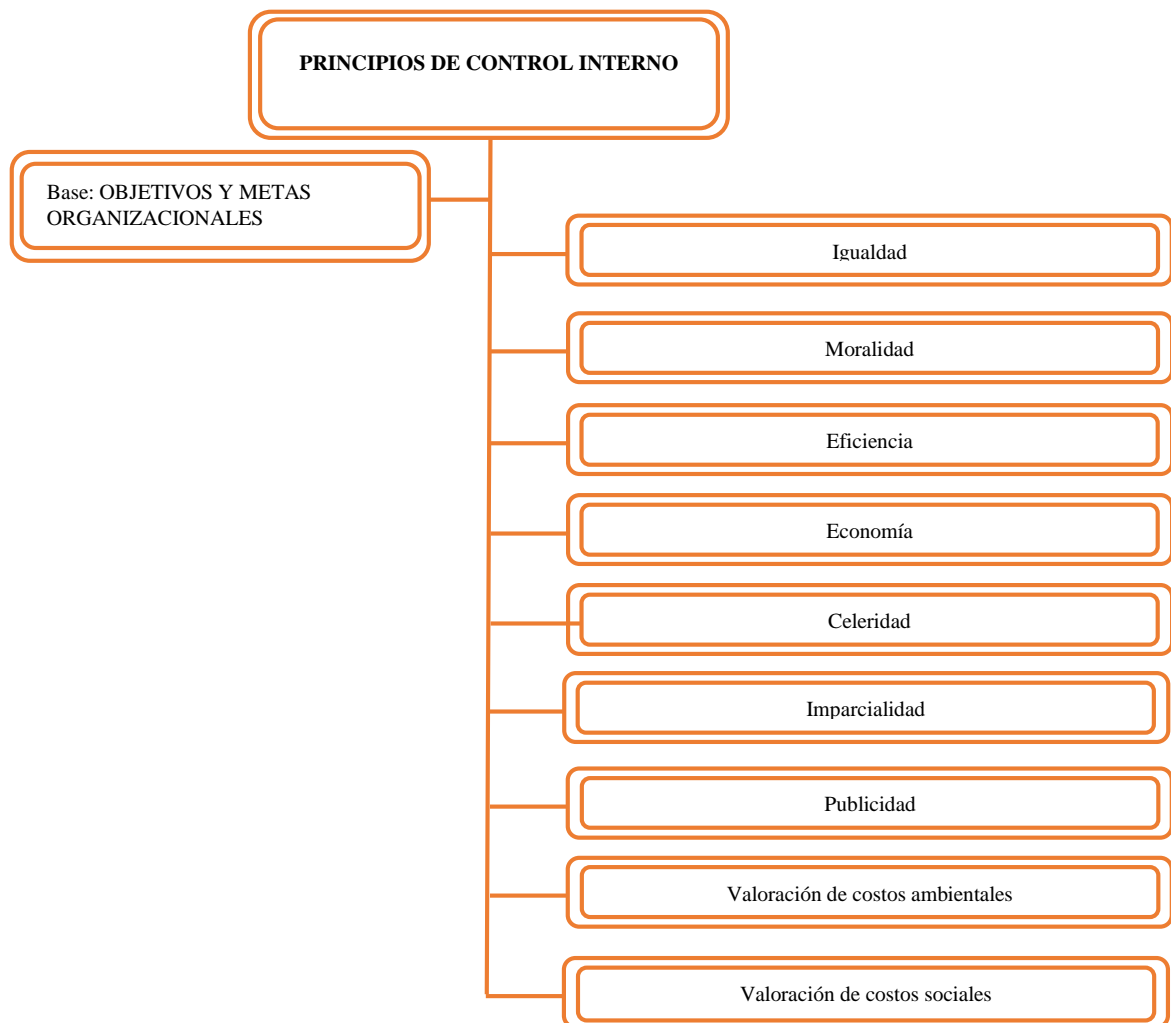 PRINCIPIOS DE CONTROL INTERNO
Base: OBJETIVOS Y METAS
ORGANIZACIONALES
Igualdad
Moralidad
Eficiencia
Economía
Celeridad
Imparcialidad
Publicidad
Valoración de costos ambientales
Valoración de costos sociales